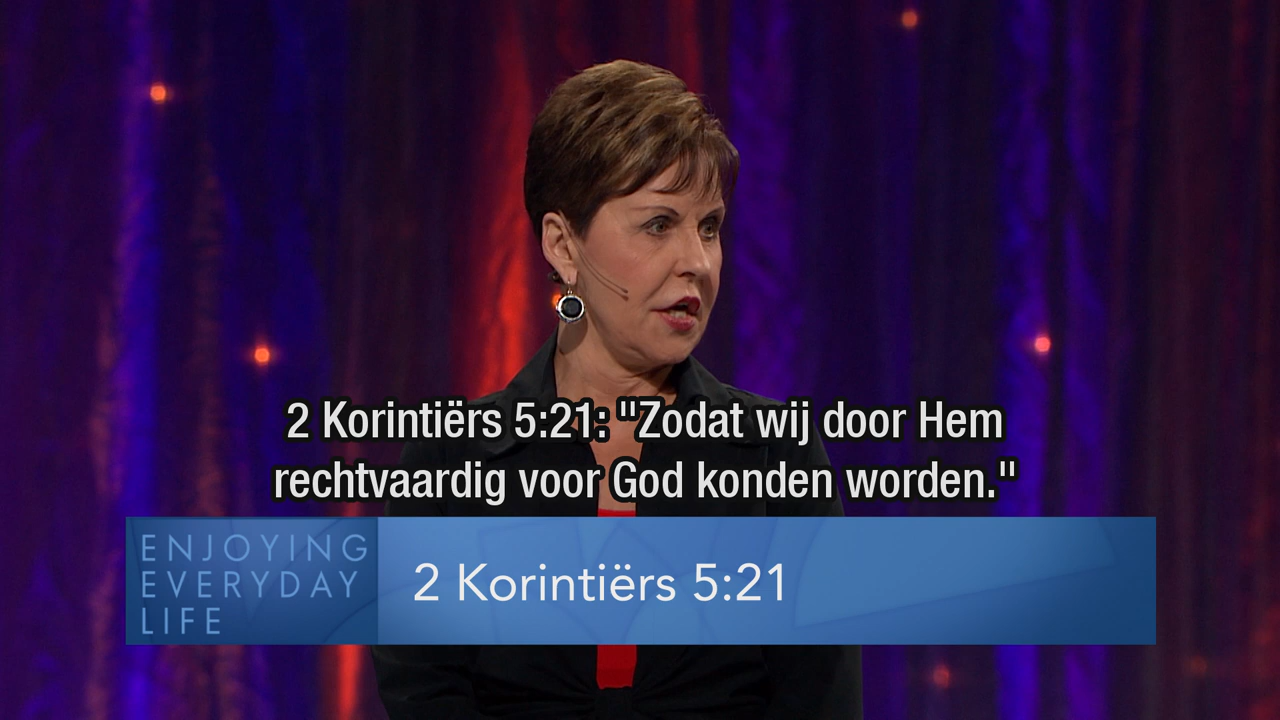 2 Korintiërs 5:21: "Zodat wij door Hem
rechtvaardig voor God konden worden."
ENJOYING
EVERYDAY
LIFE
2 Korintiërs 5:21